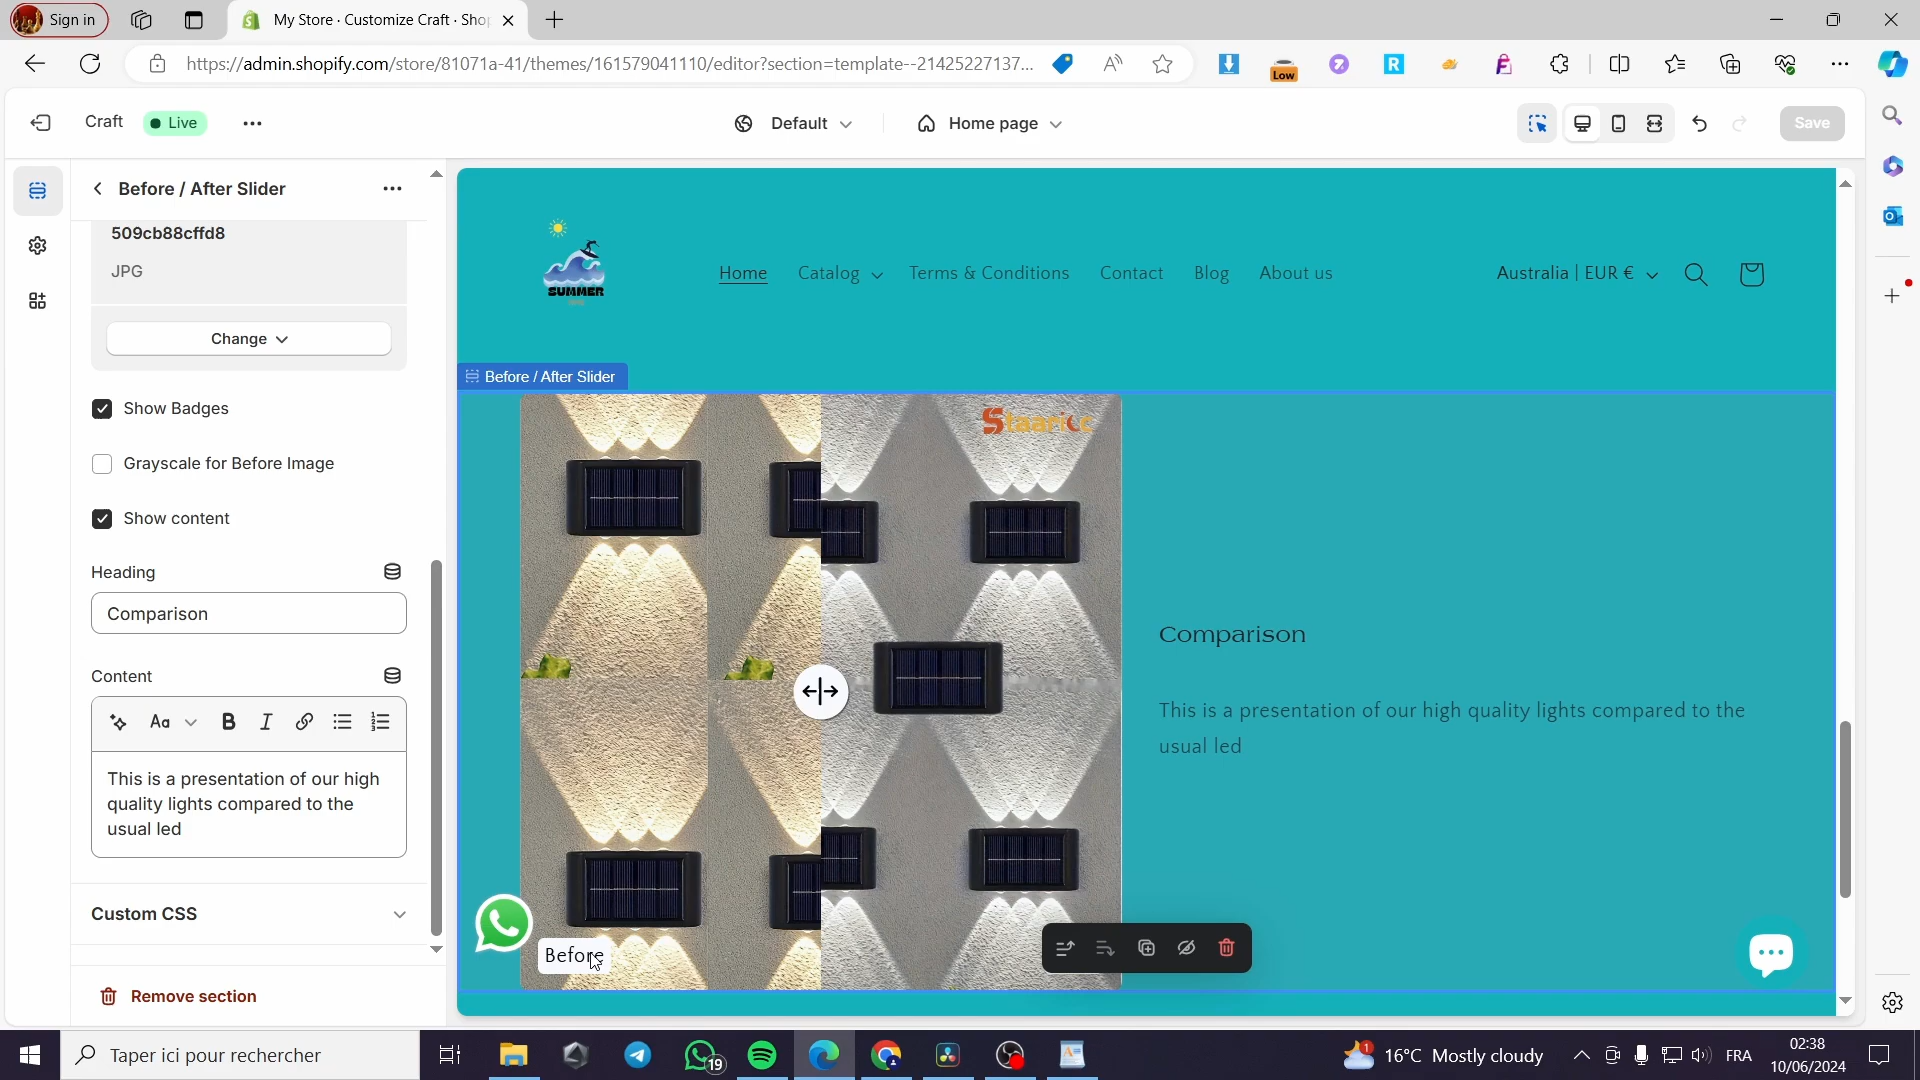 Sign in
My Store · Customize Craft · Sho
https://admin.shopify.com/store/81071a-41/themes/161579041110/editor?section=template--21425227137...
Low
Craft
Live
Default
Home page
Save
Before / After Slider
509cb88cffd8
JPG
Change
Show Badges
Grayscale for Before Image
Show content
Heading
Comparison
Content
Aa
B
I
This is a presentation of our high
quality lights compared to the
usual led
Custom CSS
Remove section
SUMMER
Home
Catalog
Terms & Conditions
Contact
Blog
About us
Australia | EUR €
Before / After Slider
Staaricc
Comparison
This is a presentation of our high quality lights compared to the
usual led
Before
Taper ici pour rechercher
19
1
16°C Mostly cloudy
FRA
02:38
10/06/2024